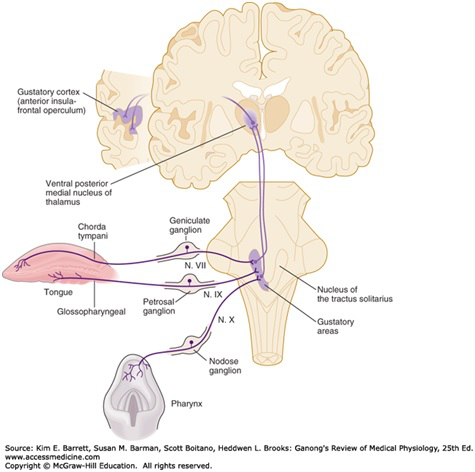 Gustatory cortex
(anterior insula-
frontal operculum)
Ventral posterior
medial nucleus of
thalamus
Chorda
tympani
Geniculate
ganglion
N. VII
Tongue
Glossopharyngeal
Petrosal
ganglion
N. IX
N. X
Nucleus of
the tractus solitarius
Gustatory
areas
Nodose
ganglion
Pharynx
Source: Kim E. Barrett, Susan M. Barman, Scott Boitano, Heddwen L. Brooks: Ganong's Review of Medical Physiology, 25th Ed.
www.accessmedicine.com
Copyright © McGraw-Hill Education. All rights reserved.